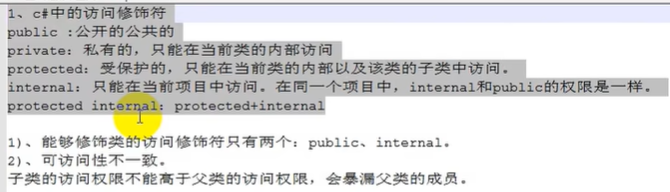 1、c#中的访问修饰符
public :公开的公共的
private: 私有的，只能在当前类的内部访问
protected: 受保护的，只能在当前类的内部以及该类的子类中访问。
internal: 只能在当前项目中访问。在同一个项目中，internal和public的权限是一样。
protected internal: protected+internal
1)、能够修饰类的访问修饰符只有两个：public、internal。
2)、可访问性不一致。
子类的访问权限不能高于父类的访问权限，会暴漏父类的成员。